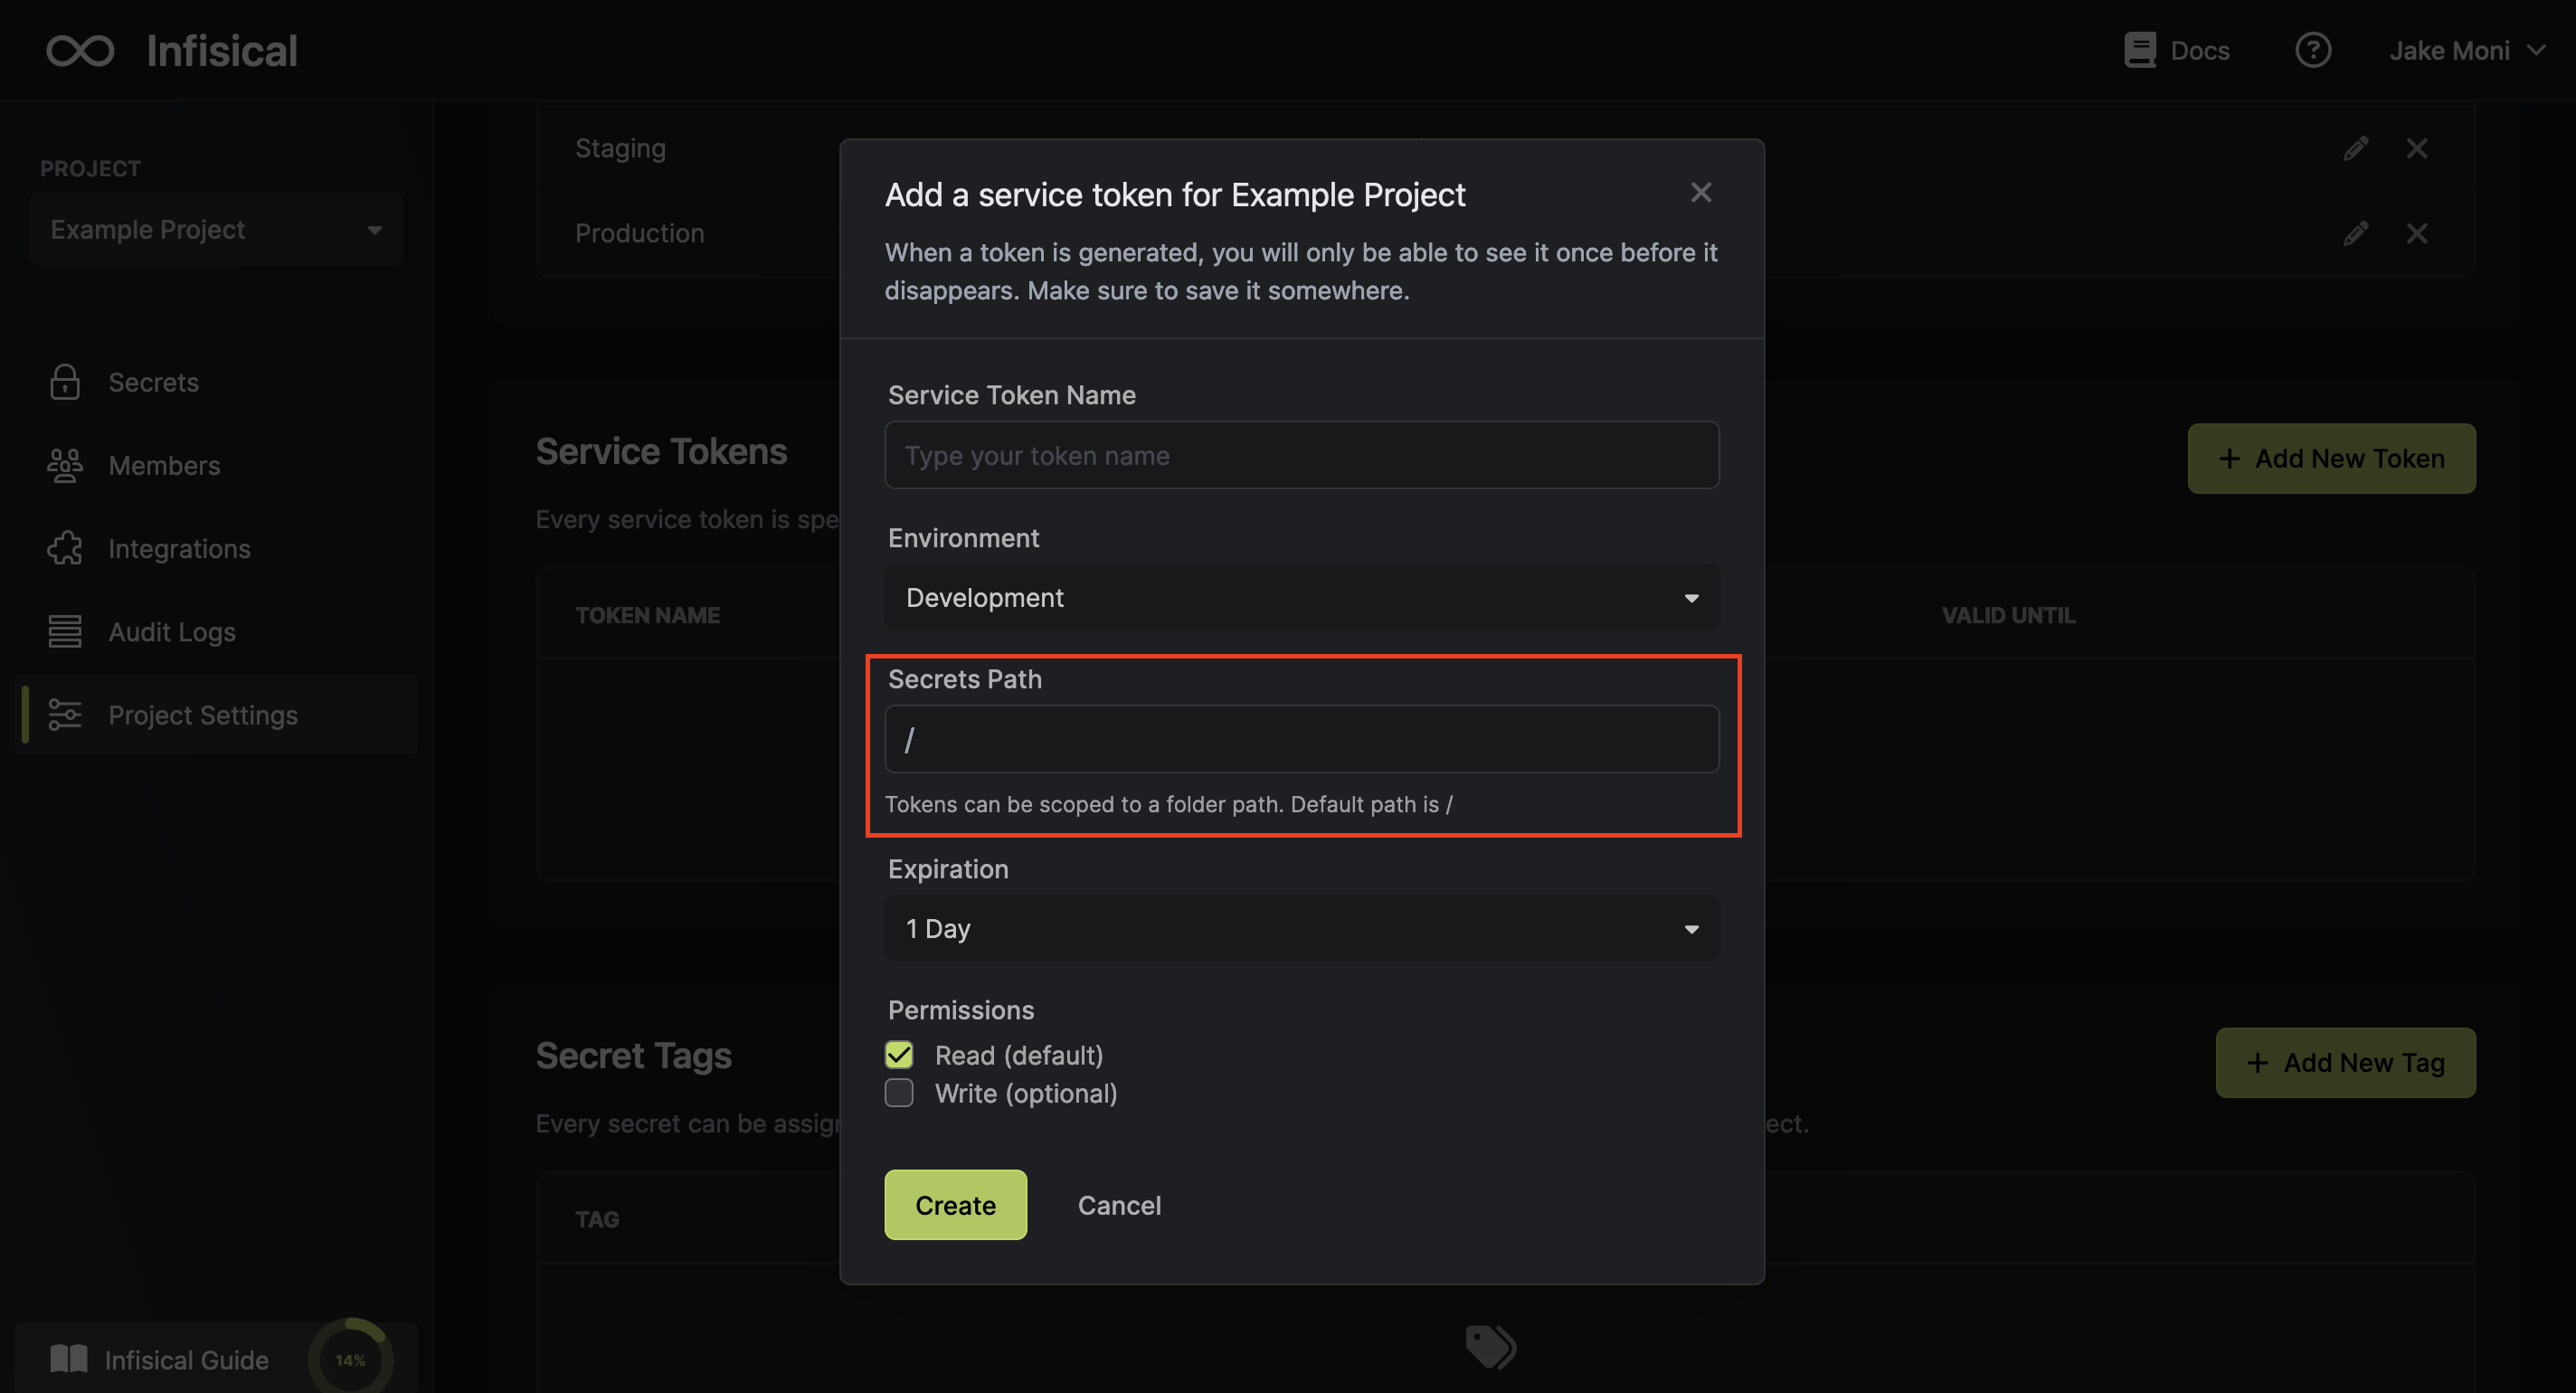 Infisical
Docs
Jake Moni
PROJECT
Example Project
Secrets
Members
Integrations
Audit Logs
Project Settings
Infisical Guide
14%
Staging
Production
Service Tokens
Every service token is spe
Add New Token
TOKEN NAME
VALID UNTIL
Secret Tags
Every secret can be assig
ect.
Add New Tag
TAG
Add a service token for Example Project
When a token is generated, you will only be able to see it once before it
disappears. Make sure to save it somewhere.
Service Token Name
Type your token name
Environment
Development
Secrets Path
/
Tokens can be scoped to a folder path. Default path is /
Expiration
1 Day
Permissions
Read (default)
Write (optional)
Create
Cancel